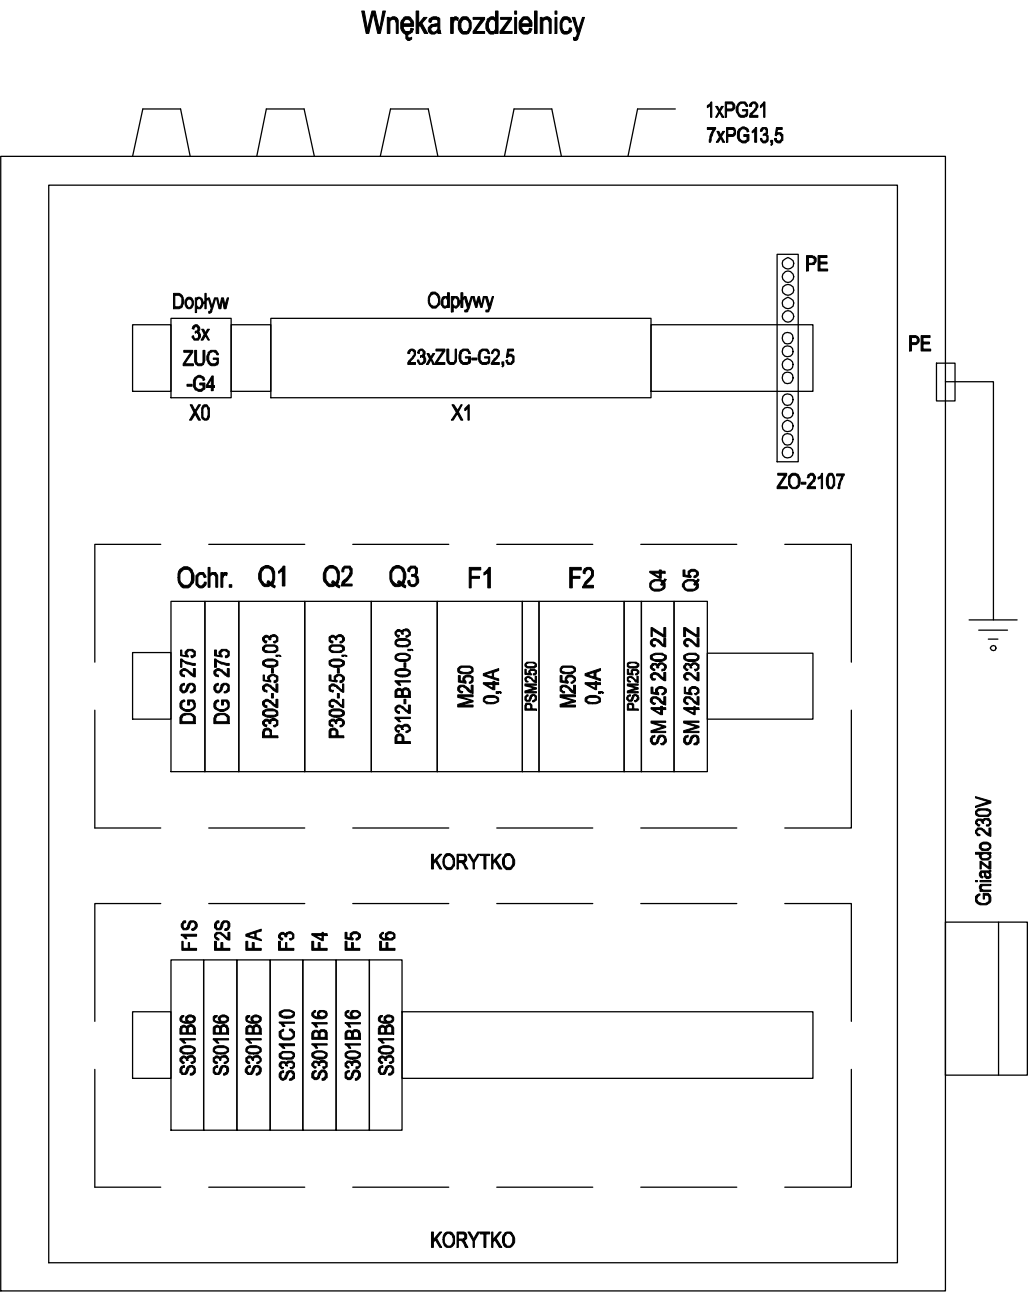 Wnęka rozdzielnicy
1xPG21
7xPG13,5
PE
Dopływ
Odpływy
3x
ZUG
-G4
23xZUG-G2,5
PE
X0
X1
ZO-2107
Ochr.
Q1
Q2
Q3
F1
F2
Q4
Q5
DG S 275
DG S 275
P302-25-0,03
P302-25-0,03
P312-B10-0,03
M250
0,4A
PSM250
M250
0,4A
PSM250
SM 425 230 2Z
SM 425 230 2Z
KORYTKO
Gniazdo 230V
F1S
F2S
FA
F3
F4
F5
F6
S301B6
S301B6
S301B6
S301C10
S301B16
S301B16
S301B6
KORYTKO